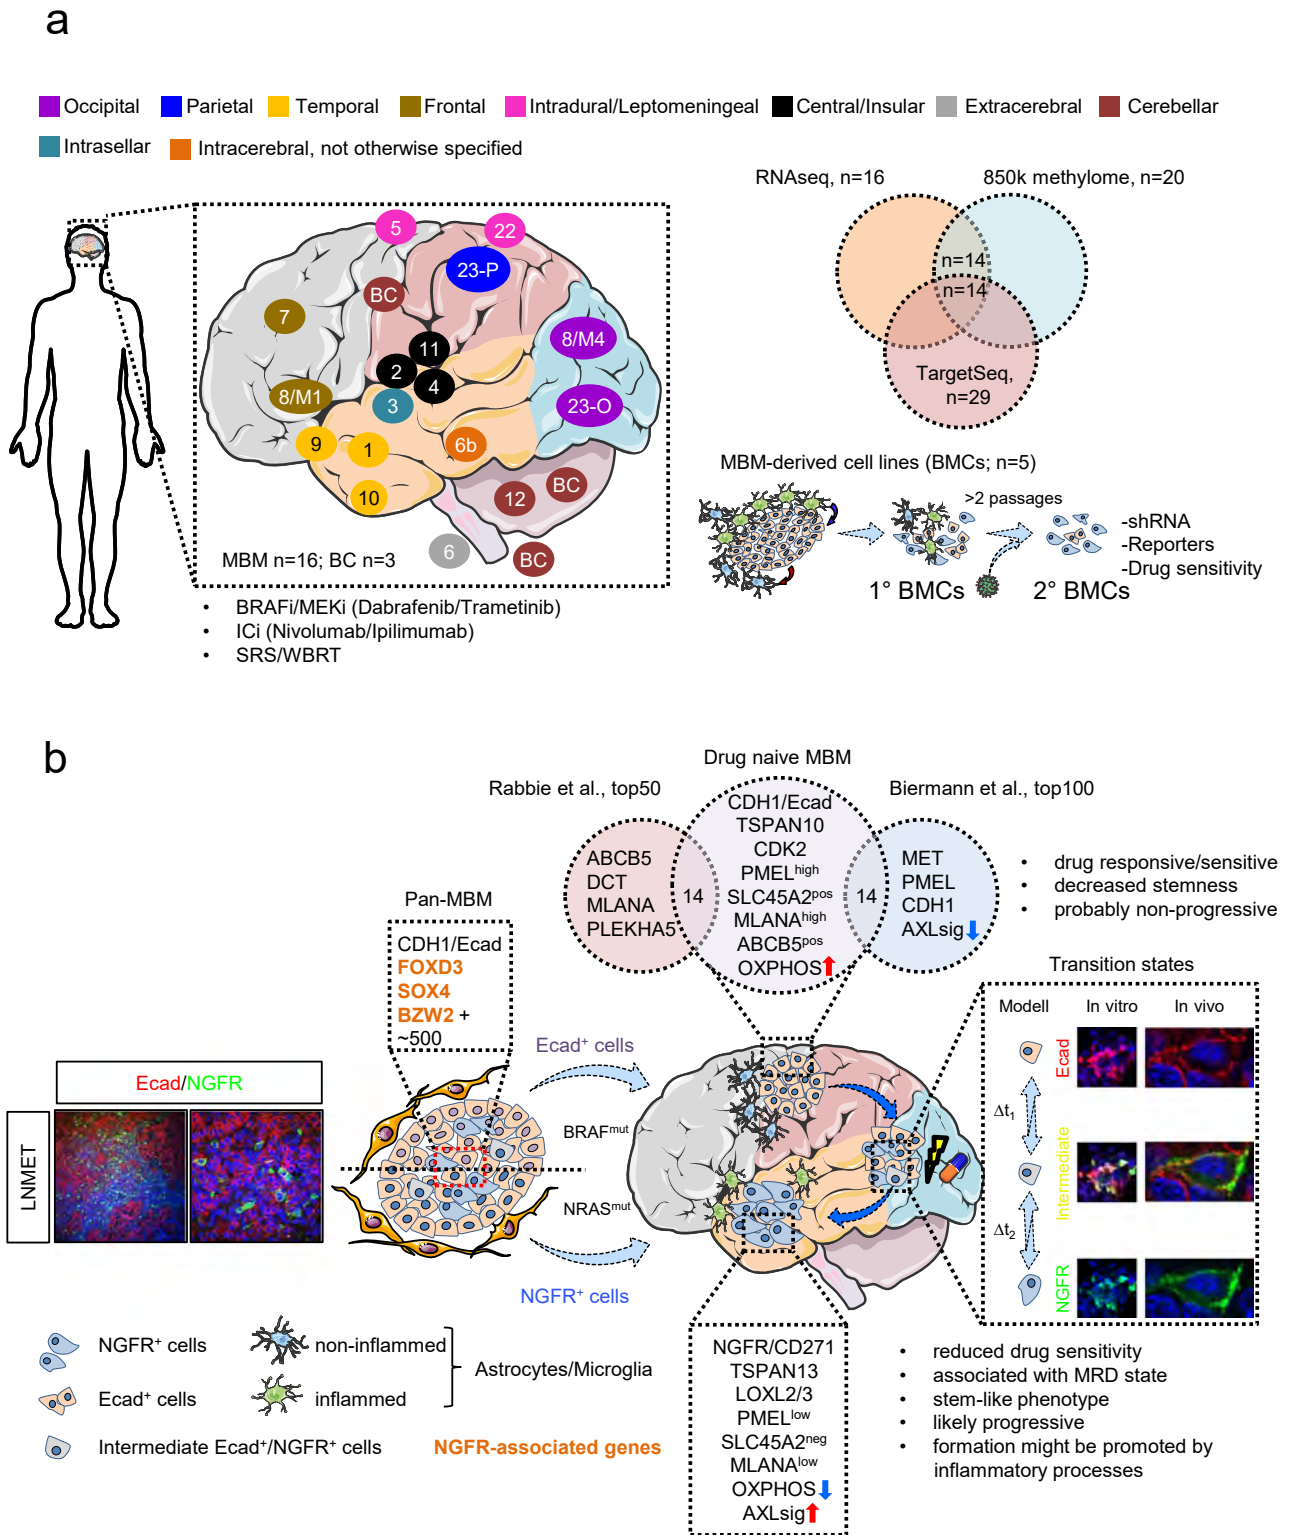 a
Occipital
Parietal
Temporal
Frontal
Intradural/Leptomeningeal
Central/Insular
Extracerebral
Cerebellar
Intrasellar
Intracerebral, not otherwise specified
5
22
23-P
BC
7
11
8/M4
2
4
8/M1
3
23-O
9
1
6b
10
12
BC
6
BC
MBM n=16; BC n=3
• BRAFi/MEKi (Dabrafenib/Trametinib)
• ICi (Nivolumab/Ipilimumab)
• SRS/WBRT
RNAseq, n=16
850k methylome, n=20
n=14
n=14
TargetSeq,
n=29
MBM-derived cell lines (BMCs; n=5)
>2 passages
-shRNA
-Reporters
-Drug sensitivity
1° BMCs
2° BMCs
b
Drug naive MBM
Rabbie et al., top50
Biermann et al., top100
ABCB5
DCT
MLANA
PLEKHA5
14
CDH1/Ecad
TSPAN10
CDK2
PMELhigh
SLC45A2pos
MLANAhigh
ABCB5pos
OXPHOS
14
MET
PMEL
CDH1
AXLsig
• drug responsive/sensitive
• decreased stemness
• probably non-progressive
Pan-MBM
CDH1/Ecad
FOXD3
SOX4
BZW2 +
~500
Ecad/NGFR
LNMET
Ecad⁺ cells
BRAFmut
NRASmut
NGFR⁺ cells
Transition states
Modell
In vitro
In vivo
Ecad
Δt₁
Intermediate
Δt₂
NGFR
NGFR⁺ cells
Ecad⁺ cells
Intermediate Ecad⁺/NGFR⁺ cells
non-inflammed
inflammed
Astrocytes/Microglia
NGFR-associated genes
NGFR/CD271
TSPAN13
LOXL2/3
PMELlow
SLC45A2neg
MLANAlow
OXPHOS
AXLsig
• reduced drug sensitivity
• associated with MRD state
• stem-like phenotype
• likely progressive
• formation might be promoted by
inflammatory processes